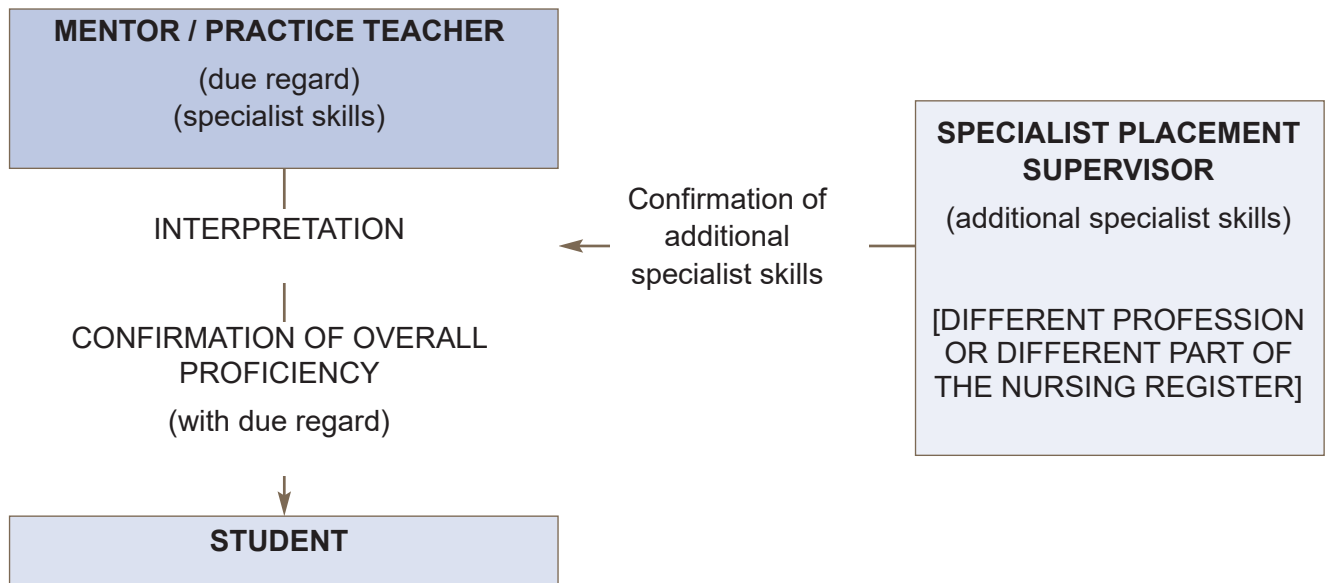 MENTOR / PRACTICE TEACHER
(due regard)
(specialist skills)
INTERPRETATION
CONFIRMATION OF OVERALL
PROFICIENCY
(with due regard)
STUDENT
Confirmation of
additional
specialist skills
SPECIALIST PLACEMENT
SUPERVISOR
(additional specialist skills)
[DIFFERENT PROFESSION
OR DIFFERENT PART OF
THE NURSING REGISTER]